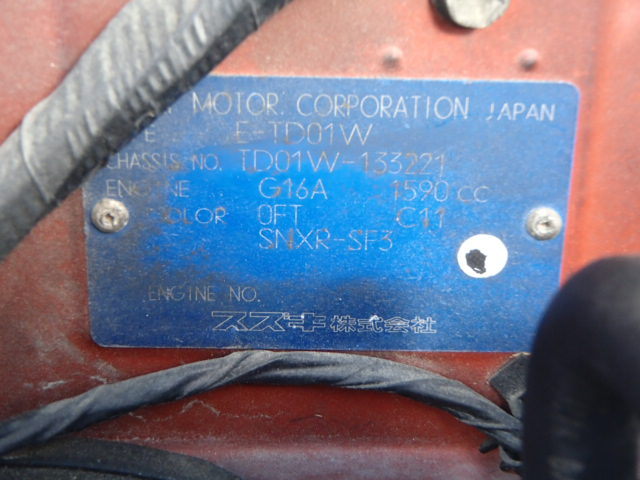 MOTOR CORPORATION JAPAN
E E-TD01W
CHASSIS NO. TD01W-133221
ENGINE G16A 1590 cc
COLOR 0FT C11
SNXR-SF3
ENGINE NO.
スズキ株式会社